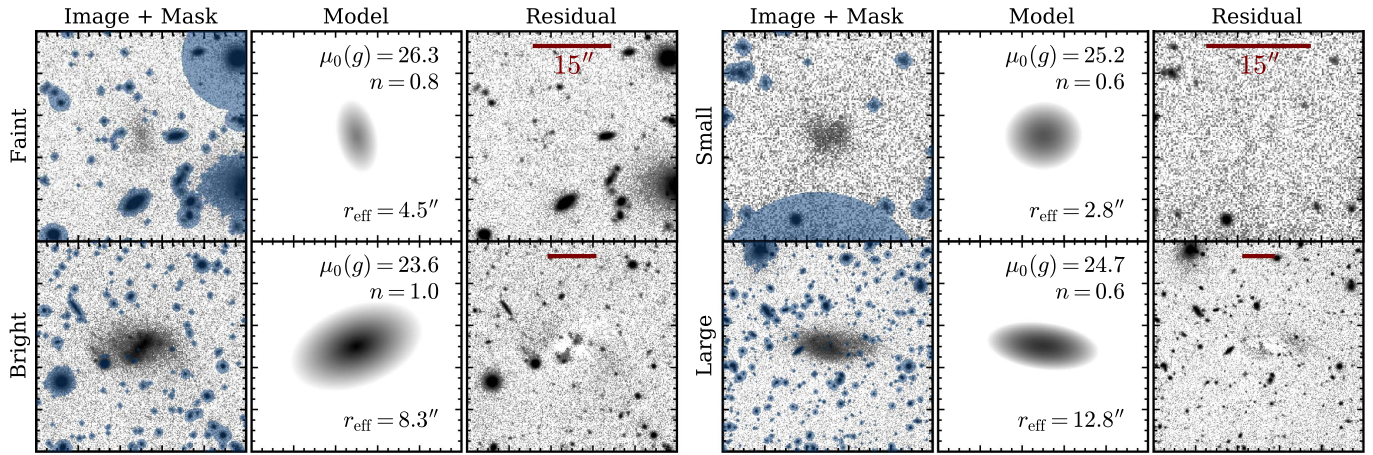 Image + Mask Model Residual Image + Mask Model Residual
Faint
μ₀(g) = 26.3
n = 0.8
r_eff = 4.5″
15″
Small
μ₀(g) = 25.2
n = 0.6
r_eff = 2.8″
15″
Bright
μ₀(g) = 23.6
n = 1.0
r_eff = 8.3″
Large
μ₀(g) = 24.7
n = 0.6
r_eff = 12.8″